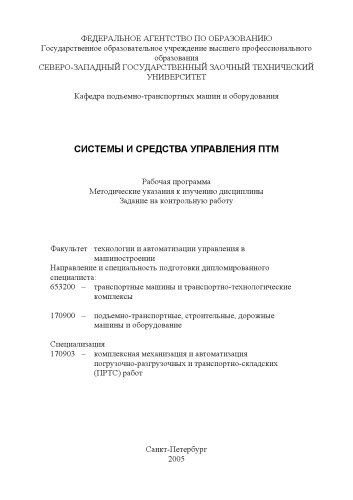 ФЕДЕРАЛЬНОЕ АГЕНТСТВО ПО ОБРАЗОВАНИЮ
Государственное образовательное учреждение высшего профессионального
образования
СЕВЕРО-ЗАПАДНЫЙ ГОСУДАРСТВЕННЫЙ ЗАОЧНЫЙ ТЕХНИЧЕСКИЙ
УНИВЕРСИТЕТ
Кафедра подъемно-транспортных машин и оборудования
СИСТЕМЫ И СРЕДСТВА УПРАВЛЕНИЯ ПТМ
Рабочая программа
Методические указания к изучению дисциплины
Задание на контрольную работу
Факультет технологии и автоматизации управления в
машиностроении
Направление и специальность подготовки дипломированного
специалиста:
653200 – транспортные машины и транспортно-технологические
комплексы
170900 – подъемно-транспортные, строительные, дорожные
машины и оборудование
Специализация
170903 – комплексная механизация и автоматизация
погрузочно-разгрузочных и транспортно-складских
(ПРТС) работ
Санкт-Петербург
2005